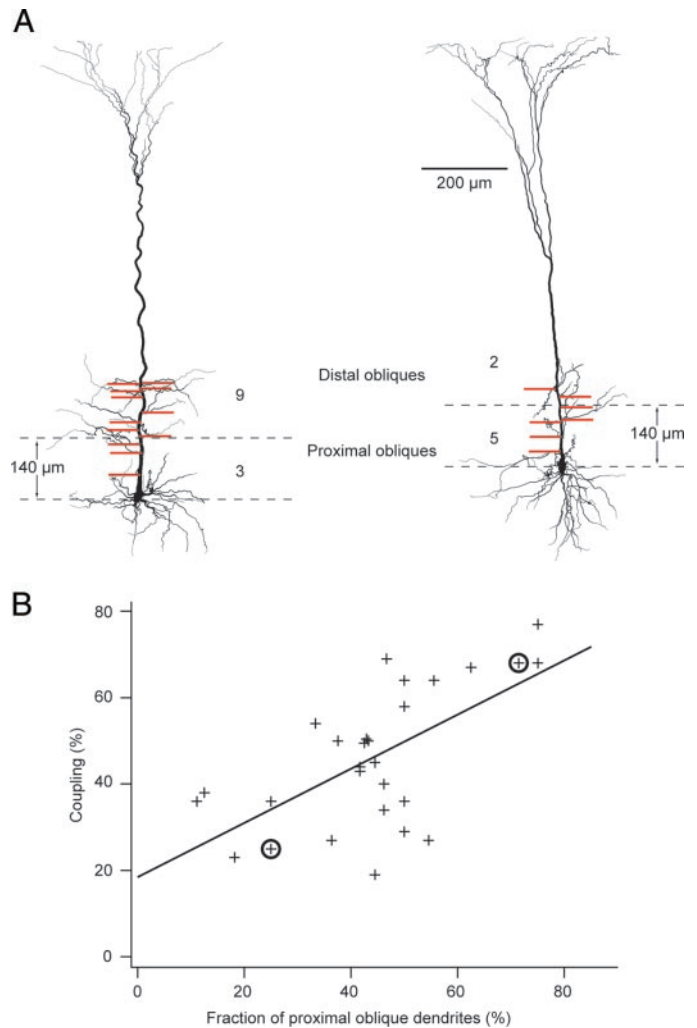 A
200 μm
9
2
Distal obliques
140 μm
Proximal obliques
5
140 μm
3
B
80
60
40
20
0
Coupling (%)
0 20 40 60 80
Fraction of proximal oblique dendrites (%)